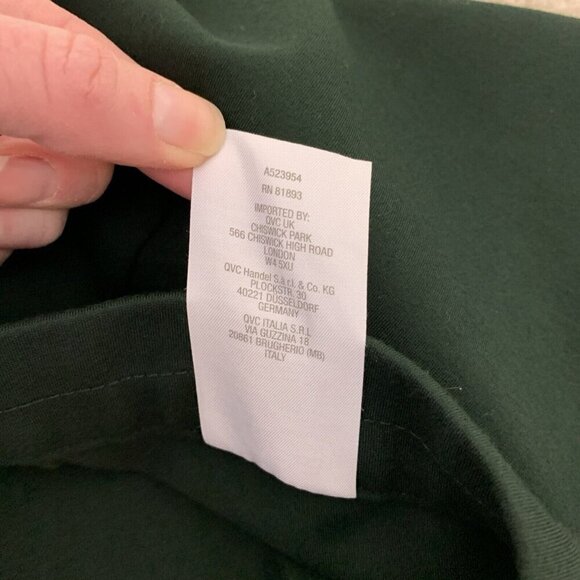 A523954
RN 81893
IMPORTED BY:
QVC UK
CHISWICK PARK
566 CHISWICK HIGH ROAD
LONDON
W4 5XU
QVC Handel S.à r.l. & Co. KG
PLOCKSTR. 30
40221 DÜSSELDORF
GERMANY
QVC ITALIA S.R.L
VIA GUZZINA 18
20861 BRUGHERIO (MB)
ITALY